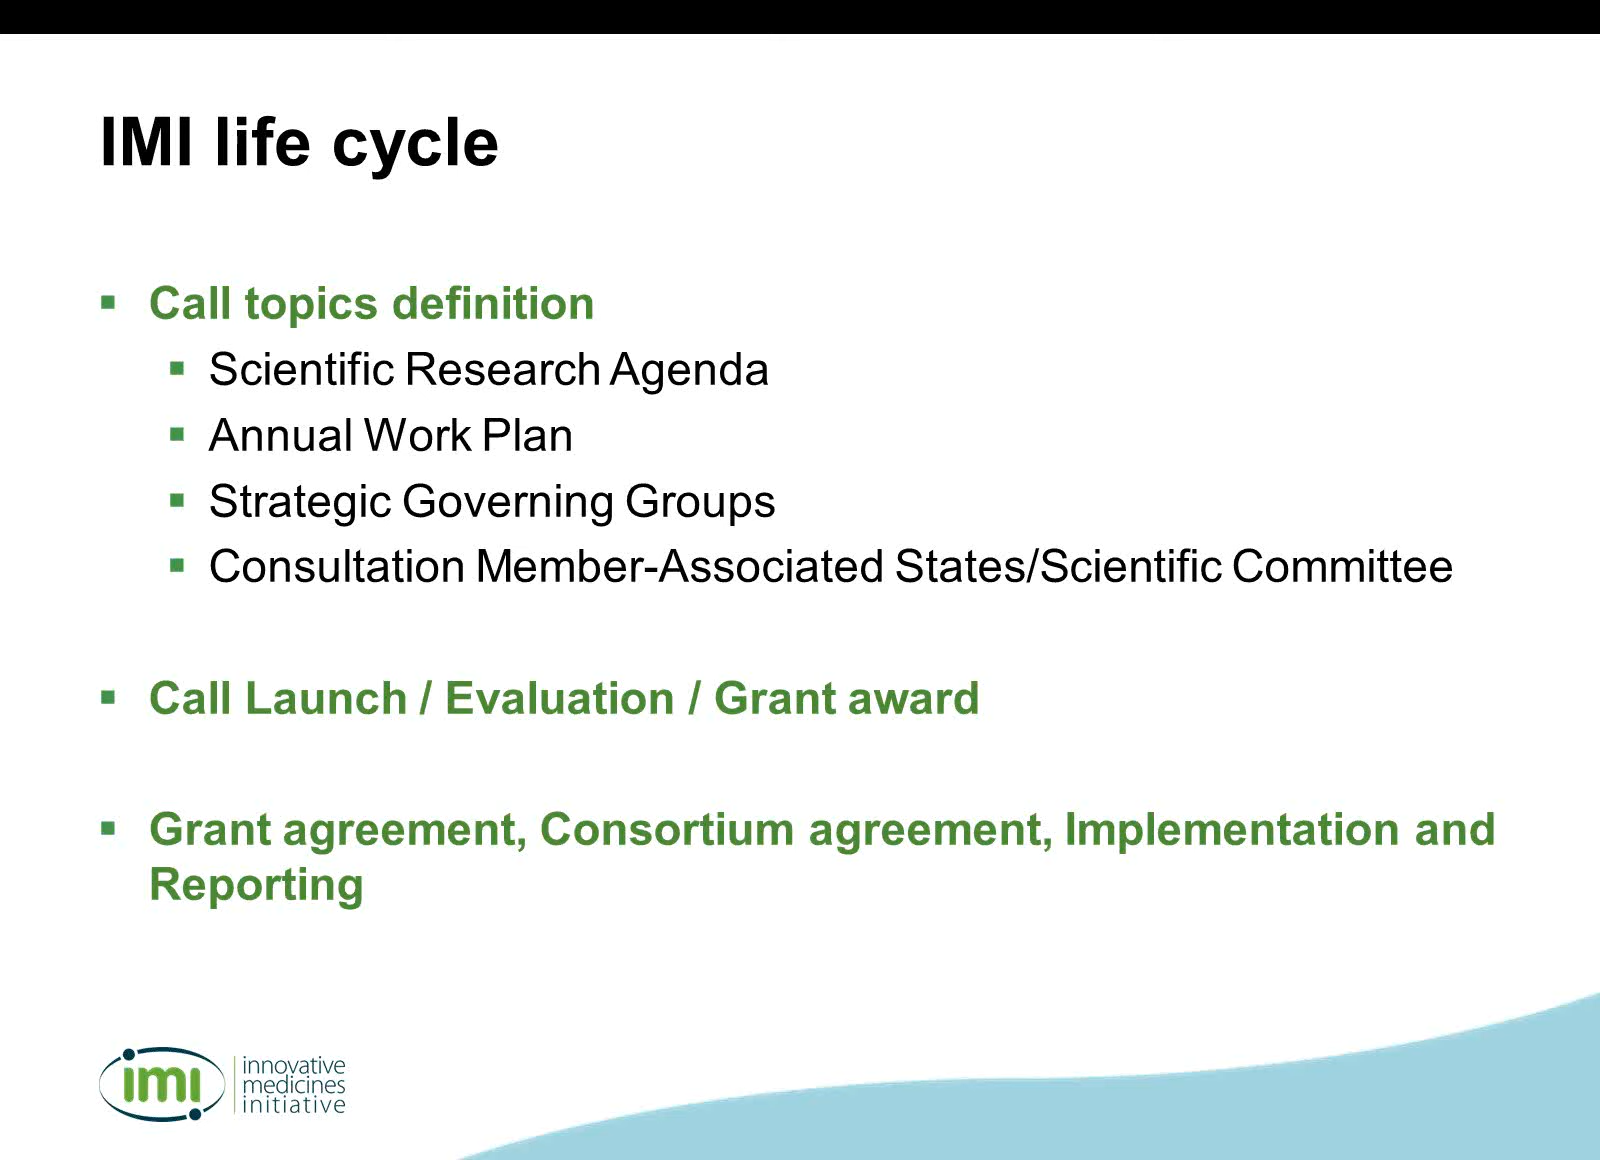 IMI life cycle
Call topics definition
Scientific Research Agenda
Annual Work Plan
Strategic Governing Groups
Consultation Member-Associated States/Scientific Committee
Call Launch / Evaluation / Grant award
Grant agreement, Consortium agreement, Implementation and
Reporting
imi
innovative
medicines
initiative